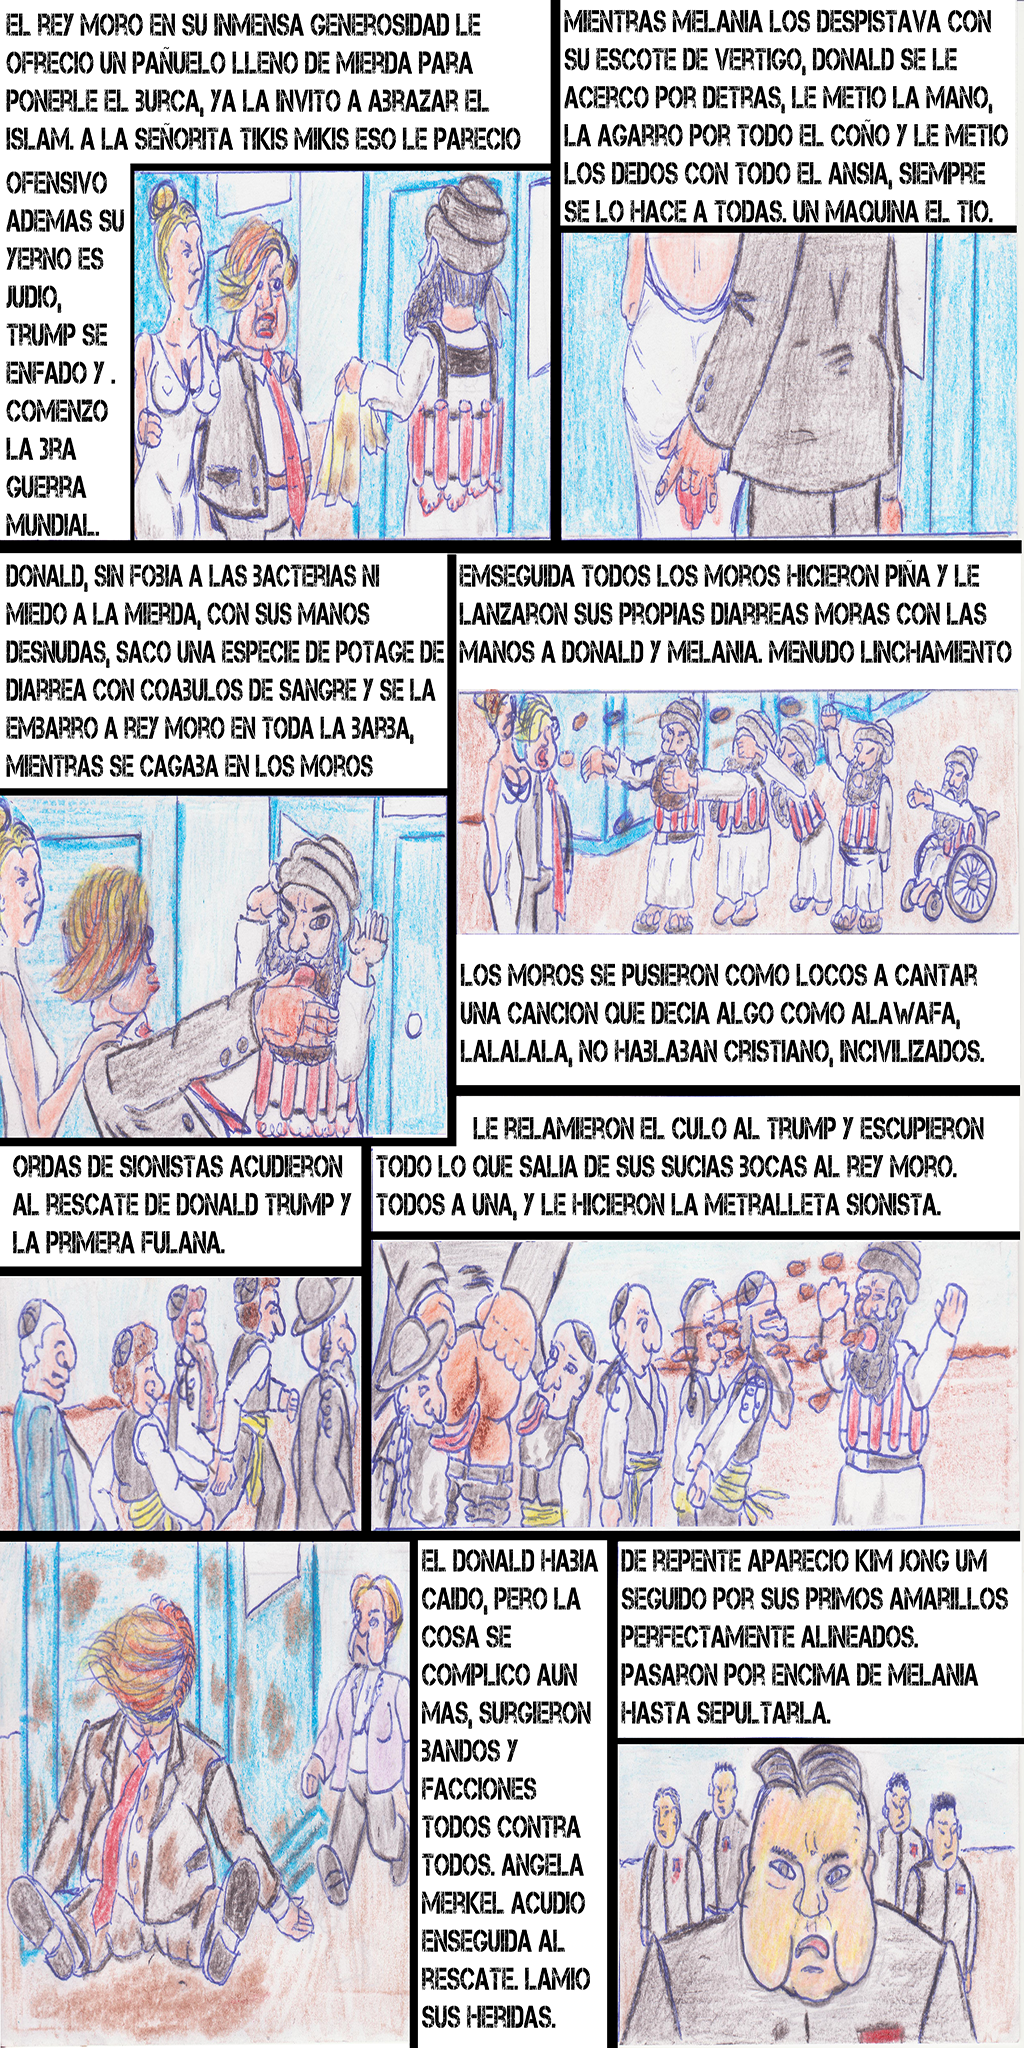 EL REY MORO EN SU INMENSA GENEROSIDAD LE
OFRECIO UN PAÑUELO LLENO DE MIERDA PARA
PONERLE EL BURCA, YA LA INVITO A ABRAZAR EL
ISLAM. A LA SEÑORITA TIKIS MIKIS ESO LE PARECIO
OFENSIVO
ADEMAS SU
YERNO ES
JUDIO,
TRUMP SE
ENFADO Y .
COMENZO
LA 3RA
GUERRA
MUNDIAL.
MIENTRAS MELANIA LOS DESPISTAVA CON
SU ESCOTE DE VERTIGO, DONALD SE LE
ACERCO POR DETRAS, LE METIO LA MANO,
LA AGARRO POR TODO EL COÑO Y LE METIO
LOS DEDOS CON TODO EL ANSIA, SIEMPRE
SE LO HACE A TODAS. UN MAQUINA EL TIO.
DONALD, SIN FOBIA A LAS BACTERIAS NI
MIEDO A LA MIERDA, CON SUS MANOS
DESNUDAS, SACO UNA ESPECIE DE POTAGE DE
DIARREA CON COABULOS DE SANGRE Y SE LA
EMBARRO A REY MORO EN TODA LA BARBA,
MIENTRAS SE CAGABA EN LOS MOROS
EMSEGUIDA TODOS LOS MOROS HICIERON PIÑA Y LE
LANZARON SUS PROPIAS DIARREAS MORAS CON LAS
MANOS A DONALD Y MELANIA. MENUDO LINCHAMIENTO
LOS MOROS SE PUSIERON COMO LOCOS A CANTAR
UNA CANCION QUE DECIA ALGO COMO ALAWAFA,
LALALALA, NO HABLABAN CRISTIANO, INCIVILIZADOS.
ORDAS DE SIONISTAS ACUDIERON
AL RESCATE DE DONALD TRUMP Y
LA PRIMERA FULANA.
LE RELAMIERON EL CULO AL TRUMP Y ESCUPIERON
TODO LO QUE SALIA DE SUS SUCIAS BOCAS AL REY MORO.
TODOS A UNA, Y LE HICIERON LA METRALLETA SIONISTA.
EL DONALD HABIA
CAIDO, PERO LA
COSA SE
COMPLICO AUN
MAS, SURGIERON
BANDOS Y
FACCIONES
TODOS CONTRA
TODOS. ANGELA
MERKEL ACUDIO
ENSEGUIDA AL
RESCATE. LAMIO
SUS HERIDAS.
DE REPENTE APARECIO KIM JONG UM
SEGUIDO POR SUS PRIMOS AMARILLOS
PERFECTAMENTE ALINEADOS.
PASARON POR ENCIMA DE MELANIA
HASTA SEPULTARLA.